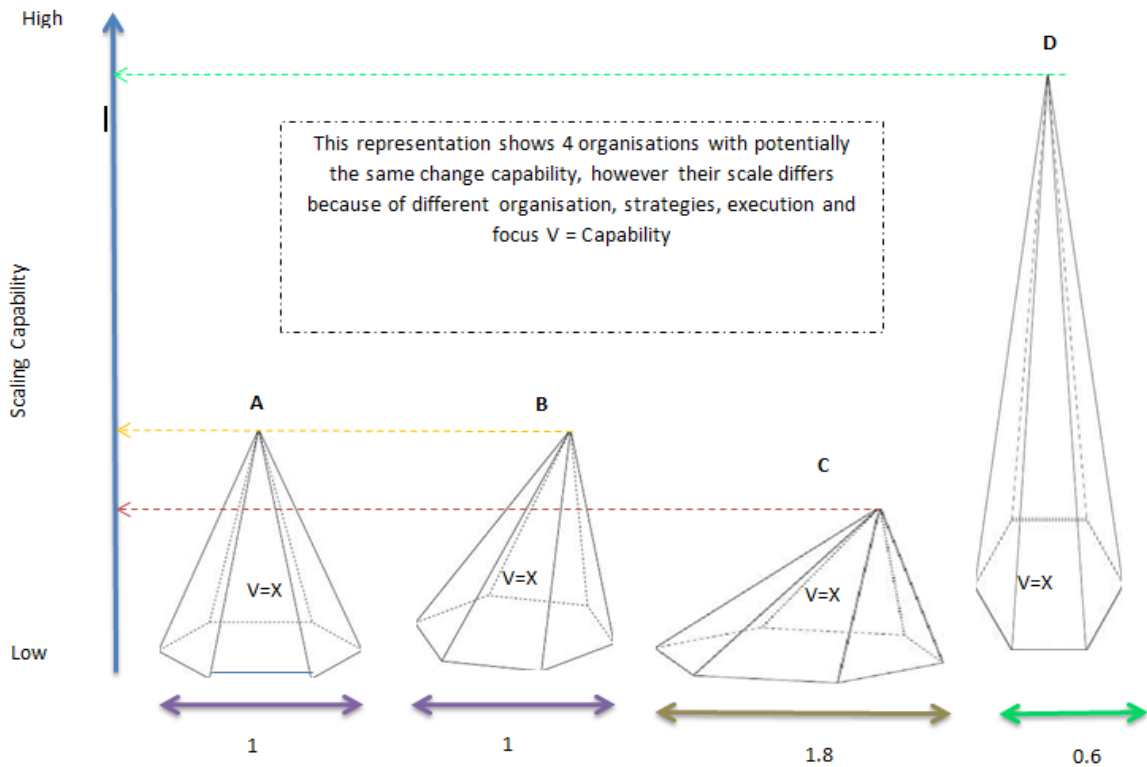 High
D
This representation shows 4 organisations with potentially
the same change capability, however their scale differs
because of different organisation, strategies, execution and
focus V = Capability
Scaling Capability
A
B
C
V=X
V=X
V=X
V=X
Low
1
1
1.8
0.6